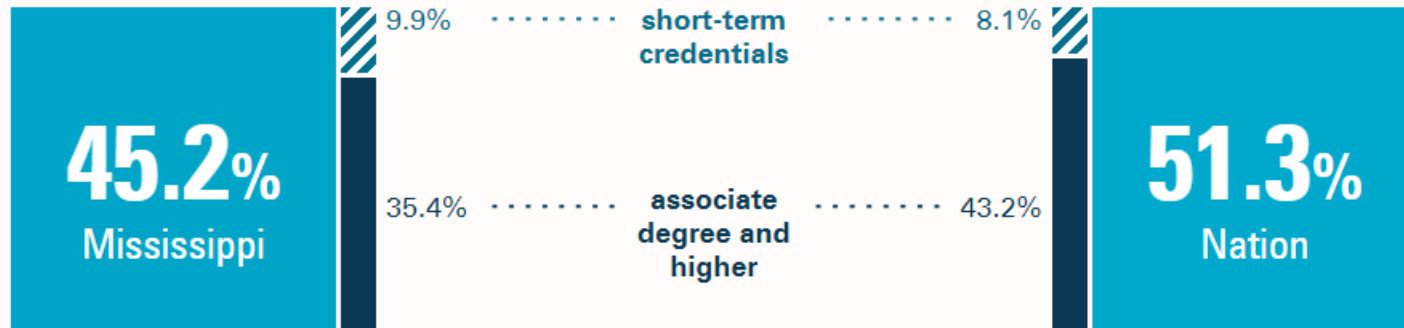 9.9% short-term 8.1%
credentials
45.2%
Mississippi
35.4% associate 43.2%
degree and
higher
51.3%
Nation